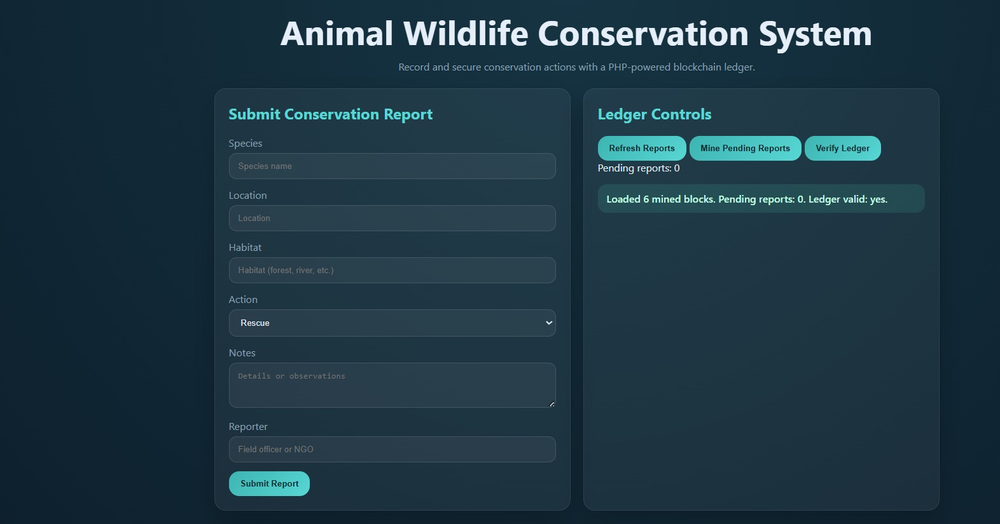 Animal Wildlife Conservation System
Record and secure conservation actions with a PHP-powered blockchain ledger.
Submit Conservation Report
Species
Species name
Location
Location
Habitat
Habitat (forest, river, etc.)
Action
Rescue
Notes
Details or observations
Reporter
Field officer or NGO
Submit Report
Ledger Controls
Refresh Reports
Mine Pending Reports
Verify Ledger
Pending reports: 0
Loaded 6 mined blocks. Pending reports: 0. Ledger valid: yes.